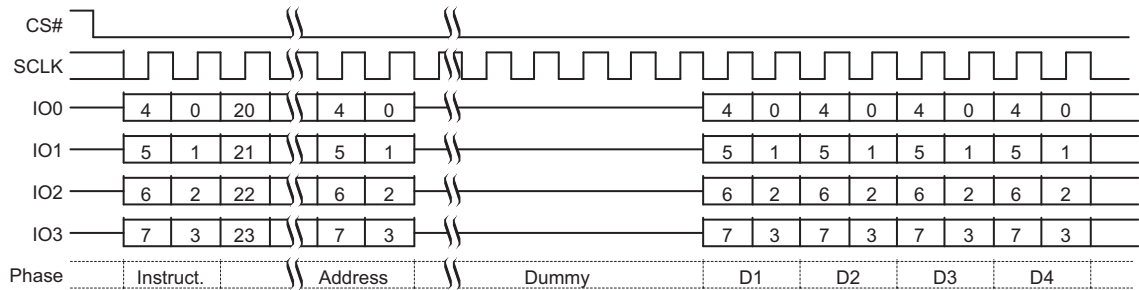 CS#
SCLK
IO0 4 0 20 4 0 4 0 4 0 4 0 4 0
IO1 5 1 21 5 1 5 1 5 1 5 1 5 1
IO2 6 2 22 6 2 6 2 6 2 6 2 6 2
IO3 7 3 23 7 3 7 3 7 3 7 3 7 3
Phase Instruct. Address Dummy D1 D2 D3 D4